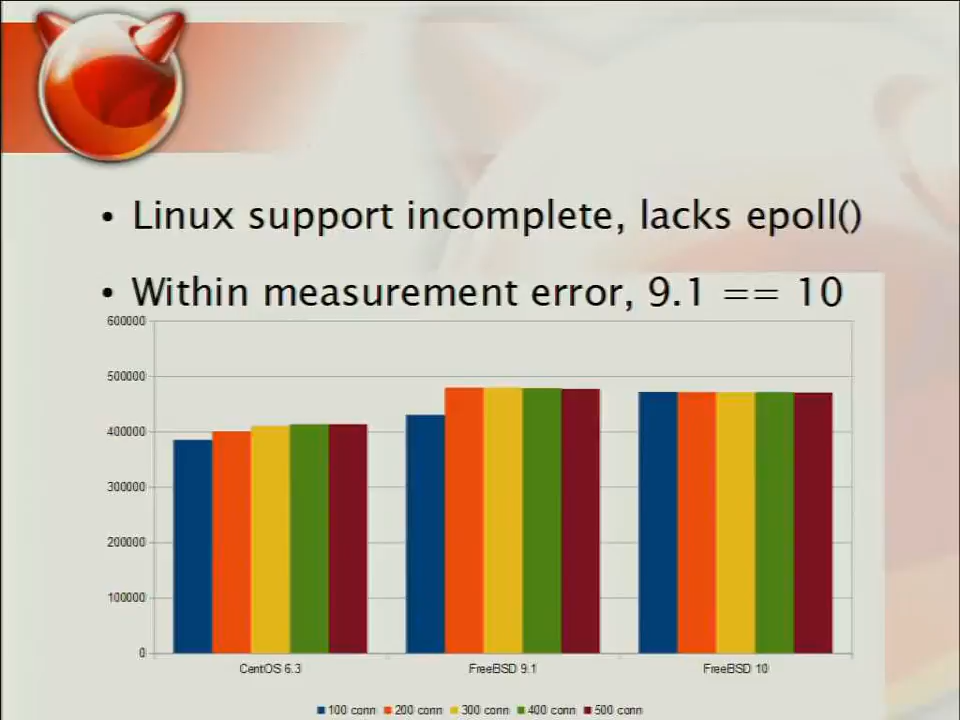 • Linux support incomplete, lacks epoll()
• Within measurement error, 9.1 == 10
600000
500000
400000
300000
200000
100000
0
CentOS 6.3 FreeBSD 9.1 FreeBSD 10
100 conn 200 conn 300 conn 400 conn 500 conn